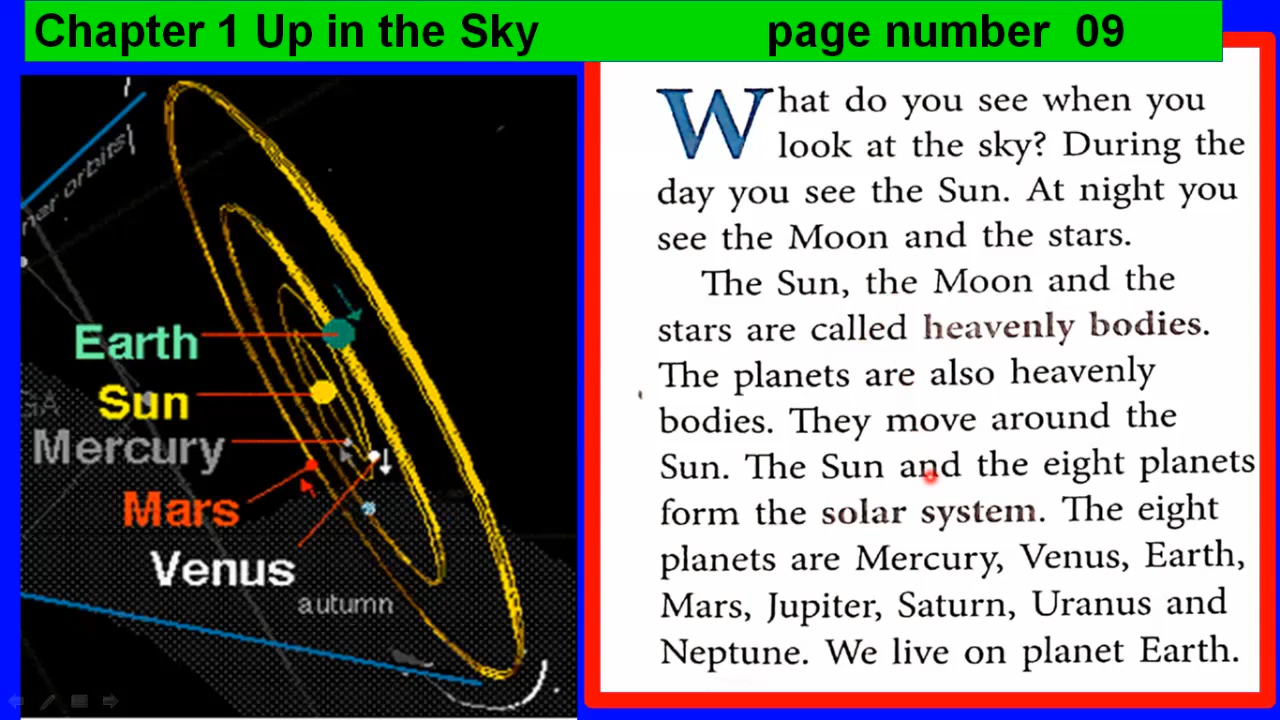 Chapter 1 Up in the Sky page number 09
ner orbits)
Earth
Sun
GA
Mercury
Mars
Venus
autumn
What do you see when you
look at the sky? During the
day you see the Sun. At night you
see the Moon and the stars.
The Sun, the Moon and the
stars are called heavenly bodies.
The planets are also heavenly
bodies. They move around the
Sun. The Sun and the eight planets
form the solar system. The eight
planets are Mercury, Venus, Earth,
Mars, Jupiter, Saturn, Uranus and
Neptune. We live on planet Earth.